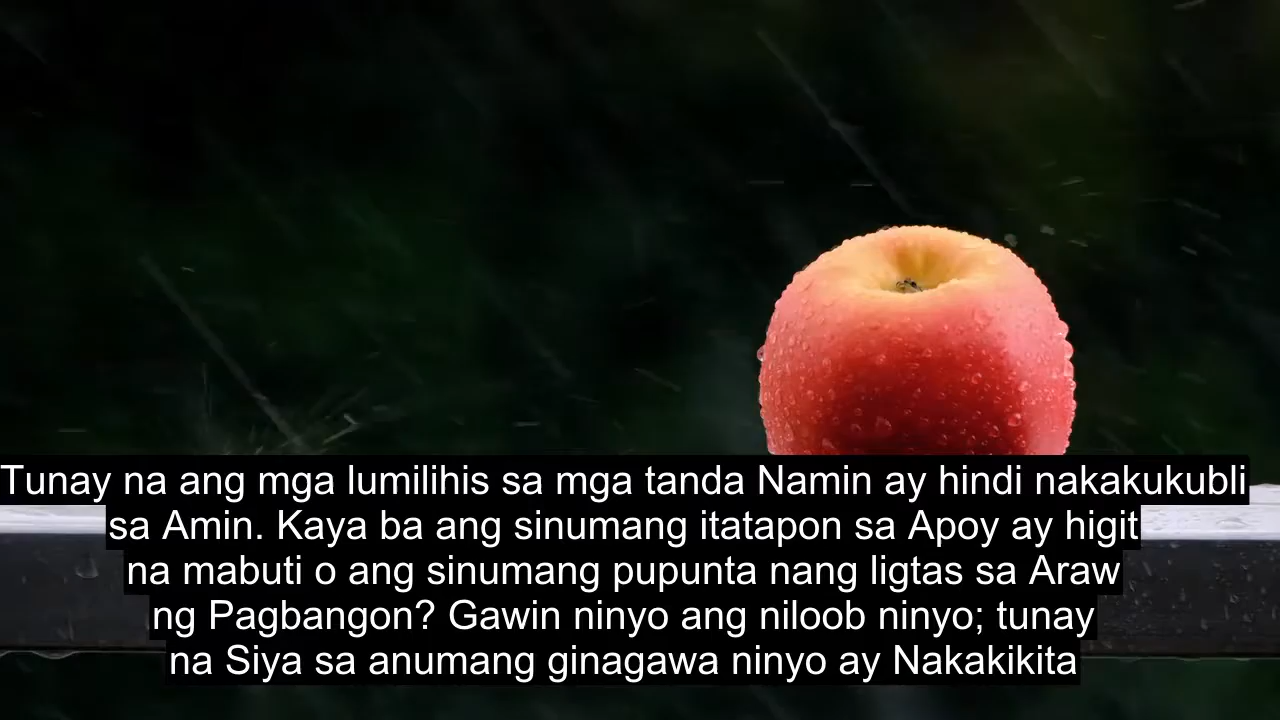 Tunay na ang mga lumilihis sa mga tanda Namin ay hindi nakakukubli
sa Amin. Kaya ba ang sinumang itatapon sa Apoy ay higit
na mabuti o ang sinumang pupunta nang ligtas sa Araw
ng Pagbangon? Gawin ninyo ang niloob ninyo; tunay
na Siya sa anumang ginagawa ninyo ay Nakakikita